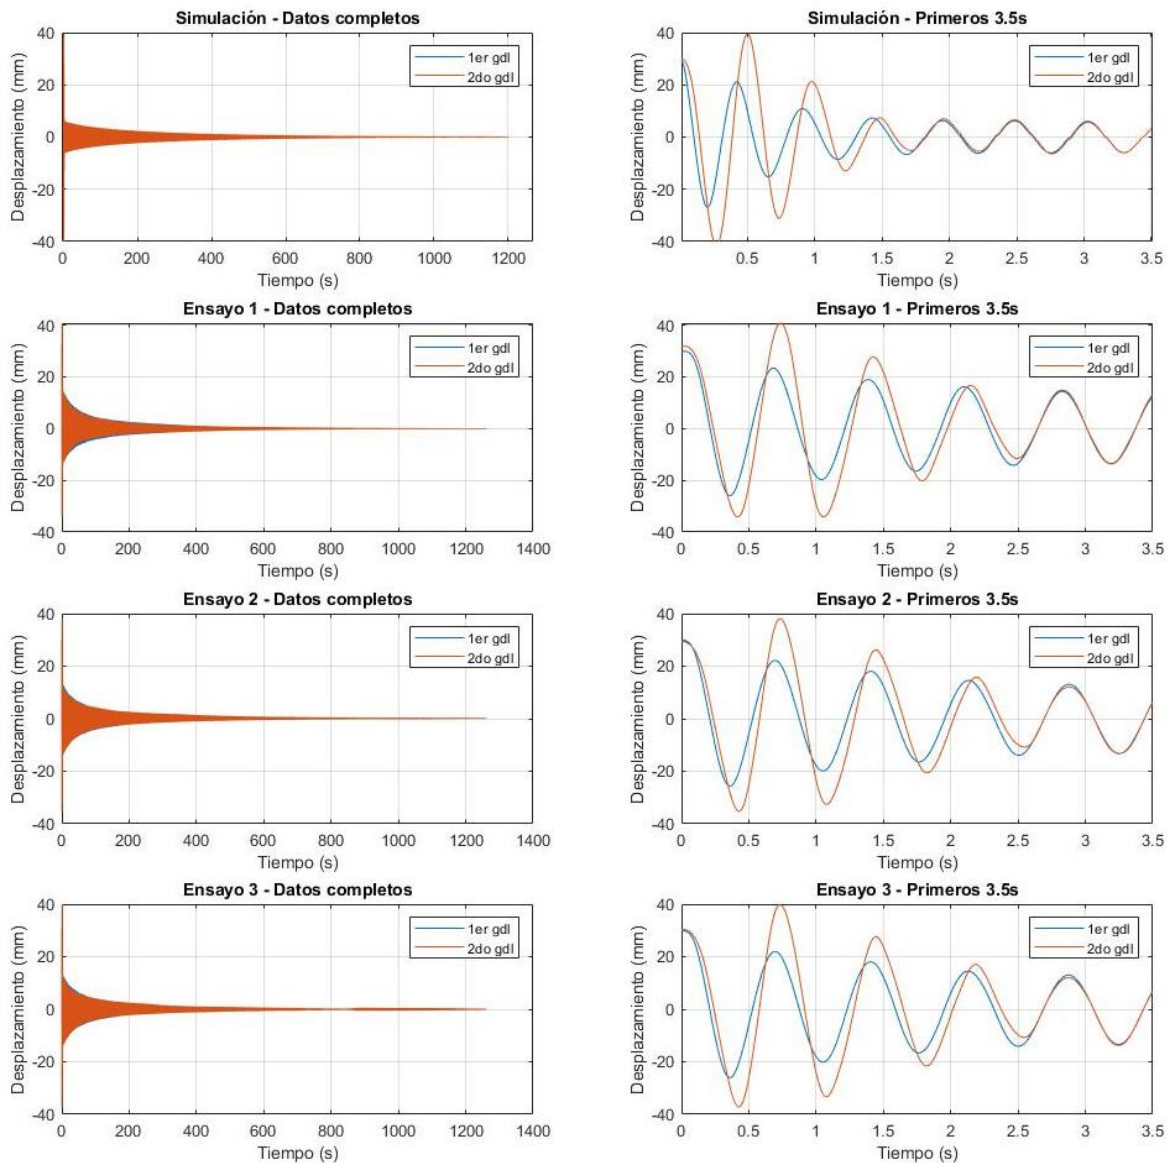 Simulación - Datos completos
40
20
0
-20
-40
Desplazamiento (mm)
1er gdl
2do gdl
0 200 400 600 800 1000 1200
Tiempo (s)
Simulación - Primeros 3.5s
40
20
0
-20
-40
Desplazamiento (mm)
1er gdl
2do gdl
0.5 1 1.5 2 2.5 3 3.5
Tiempo (s)
Ensayo 1 - Datos completos
40
20
0
-20
-40
Desplazamiento (mm)
1er gdl
2do gdl
0 200 400 600 800 1000 1200 1400
Tiempo (s)
Ensayo 1 - Primeros 3.5s
40
20
0
-20
-40
Desplazamiento (mm)
1er gdl
2do gdl
0 0.5 1 1.5 2 2.5 3 3.5
Tiempo (s)
Ensayo 2 - Datos completos
40
20
0
-20
-40
Desplazamiento (mm)
1er gdl
2do gdl
0 200 400 600 800 1000 1200 1400
Tiempo (s)
Ensayo 2 - Primeros 3.5s
40
20
0
-20
-40
Desplazamiento (mm)
1er gdl
2do gdl
0 0.5 1 1.5 2 2.5 3 3.5
Tiempo (s)
Ensayo 3 - Datos completos
40
20
0
-20
-40
Desplazamiento (mm)
1er gdl
2do gdl
0 200 400 600 800 1000 1200 1400
Tiempo (s)
Ensayo 3 - Primeros 3.5s
40
20
0
-20
-40
Desplazamiento (mm)
1er gdl
2do gdl
0 0.5 1 1.5 2 2.5 3 3.5
Tiempo (s)